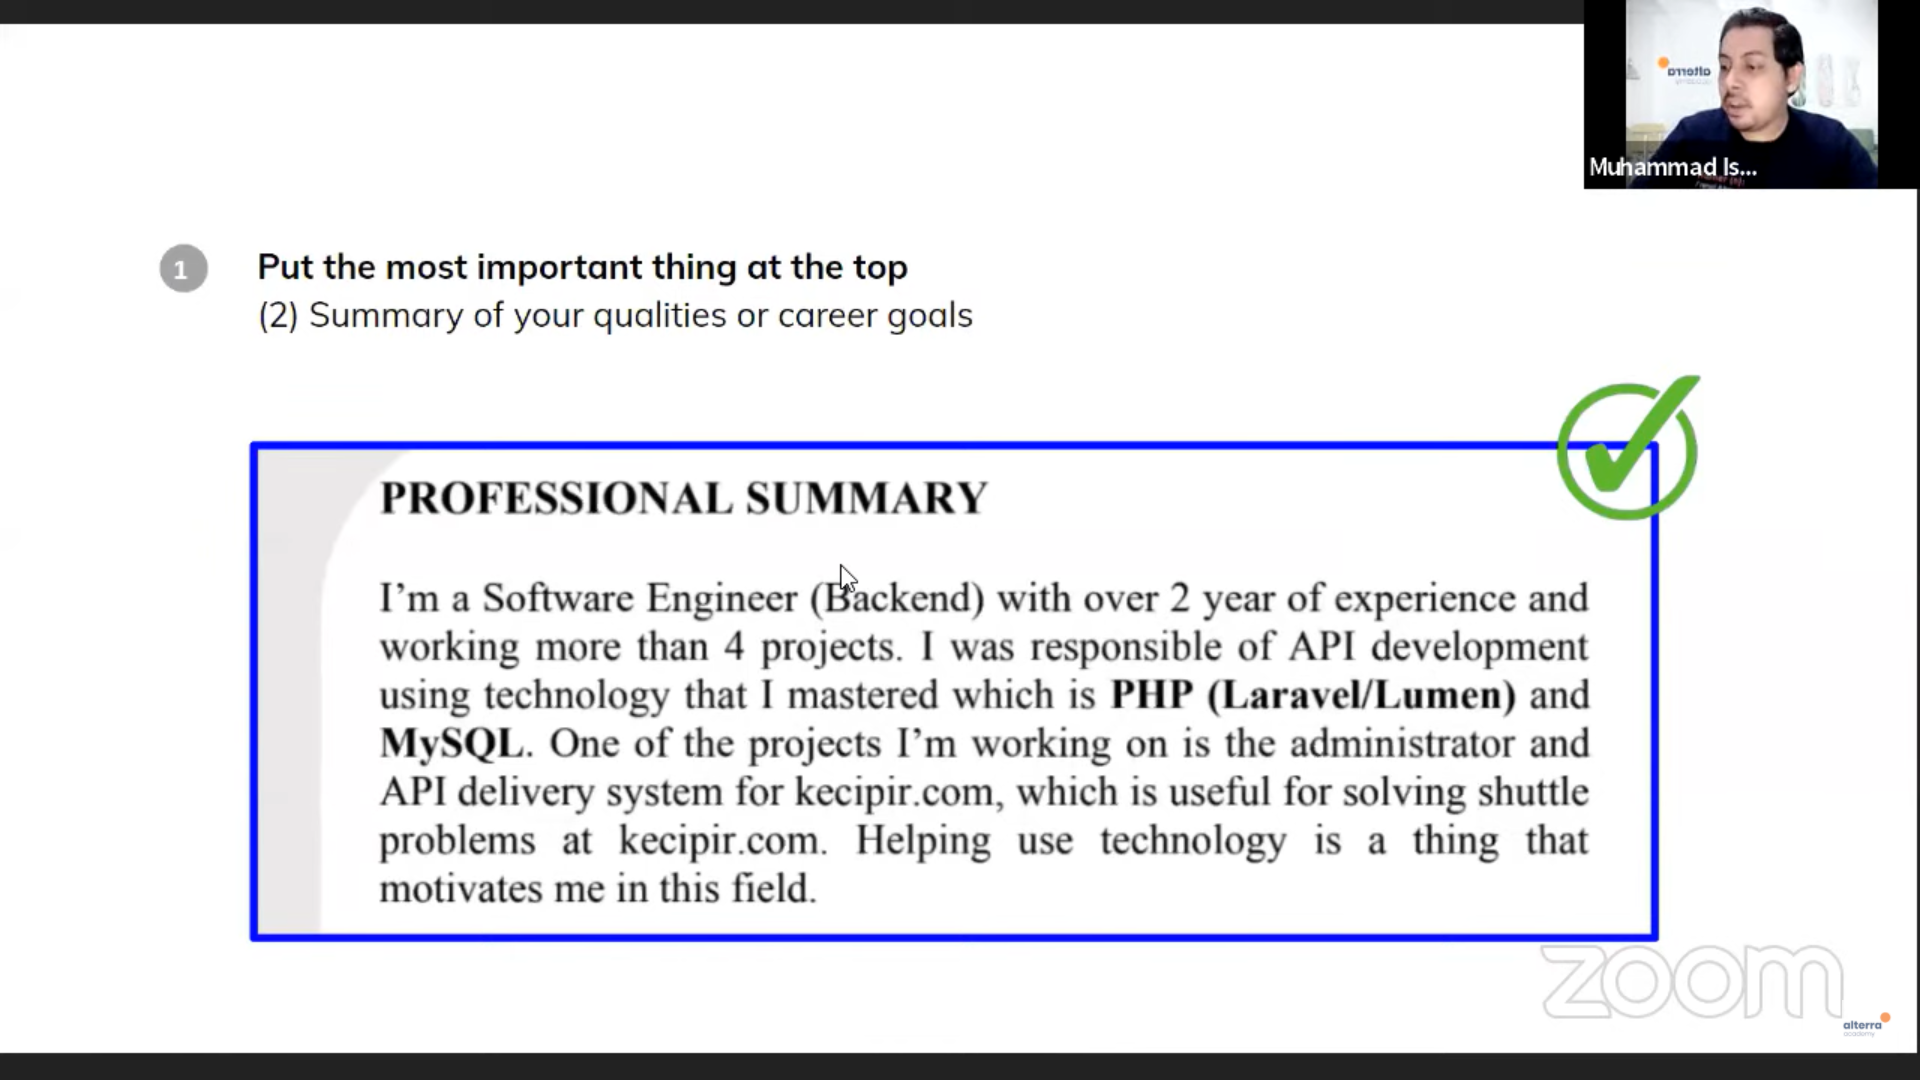 alterra
Muhammad Is...
1
Put the most important thing at the top
(2) Summary of your qualities or career goals
PROFESSIONAL SUMMARY
I'm a Software Engineer (Backend) with over 2 year of experience and
working more than 4 projects. I was responsible of API development
using technology that I mastered which is PHP (Laravel/Lumen) and
MySQL. One of the projects I'm working on is the administrator and
API delivery system for kecipir.com, which is useful for solving shuttle
problems at kecipir.com. Helping use technology is a thing that
motivates me in this field.
zoom
alterra
academy